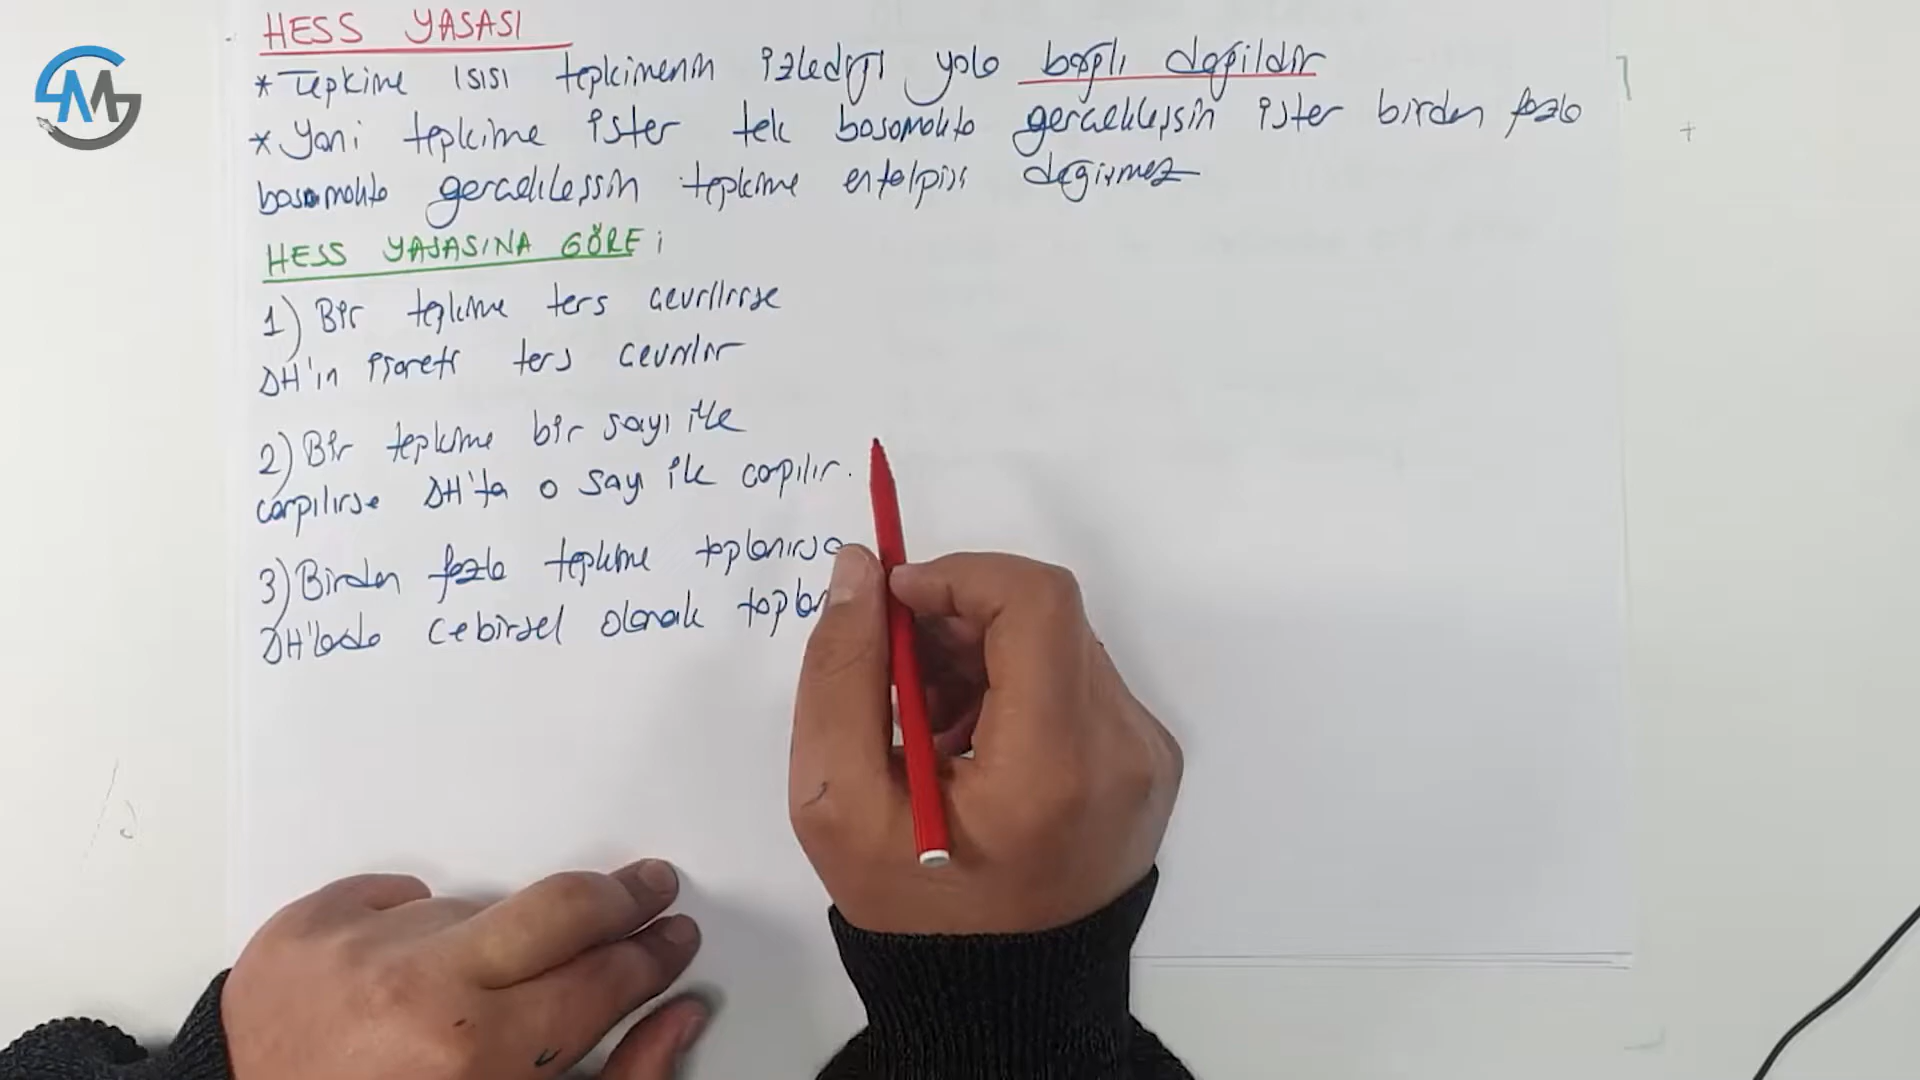 HESS YASASI
* Tepkime ısısı tepkimenin izlediği yola bağlı değildir
* Yani tepkime ister tek basamakta gerçekleşsin ister birden fazla
basamakta gerçekleşsin tepkime entalpisi değişmez
HESS YASASINA GÖRE;
1) Bir tepkime ters çevrilirse
ΔH'ın işareti ters çevrilir
2) Bir tepkime bir sayı ile
çarpılırsa ΔH'ta o sayı ile çarpılır.
3) Birden fazla tepkime toplanırsa
ΔH'larda cebirsel olarak toplan